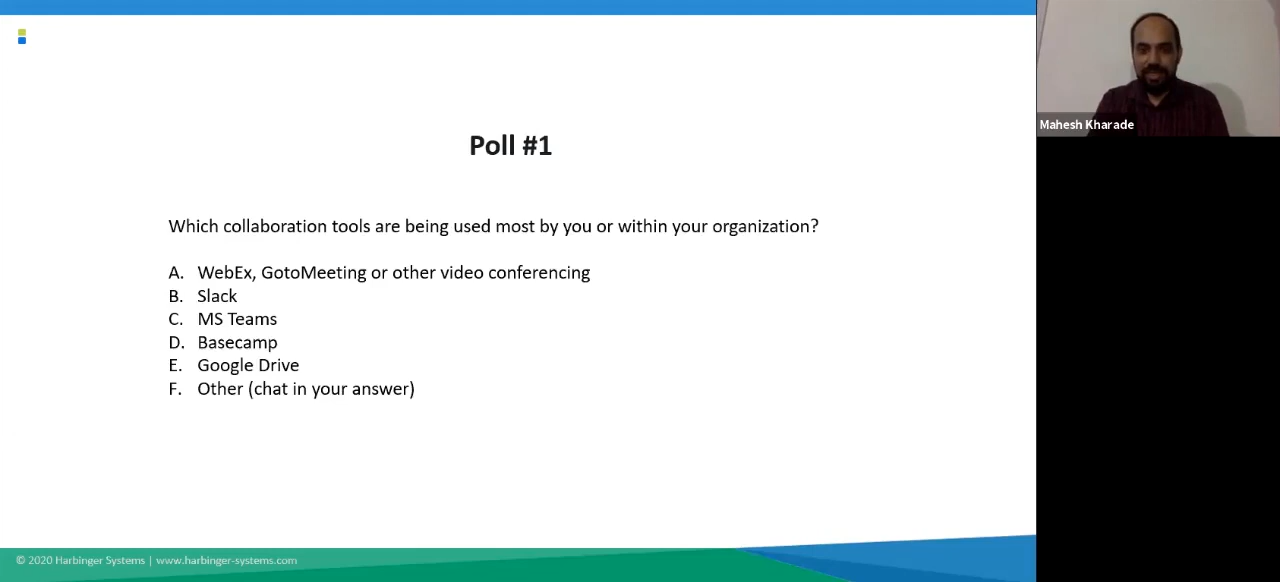 Poll #1
Which collaboration tools are being used most by you or within your organization?
A. WebEx, GotoMeeting or other video conferencing
B. Slack
C. MS Teams
D. Basecamp
E. Google Drive
F. Other (chat in your answer)
© 2020 Harbinger Systems | www.harbinger-systems.com
Mahesh Kharade